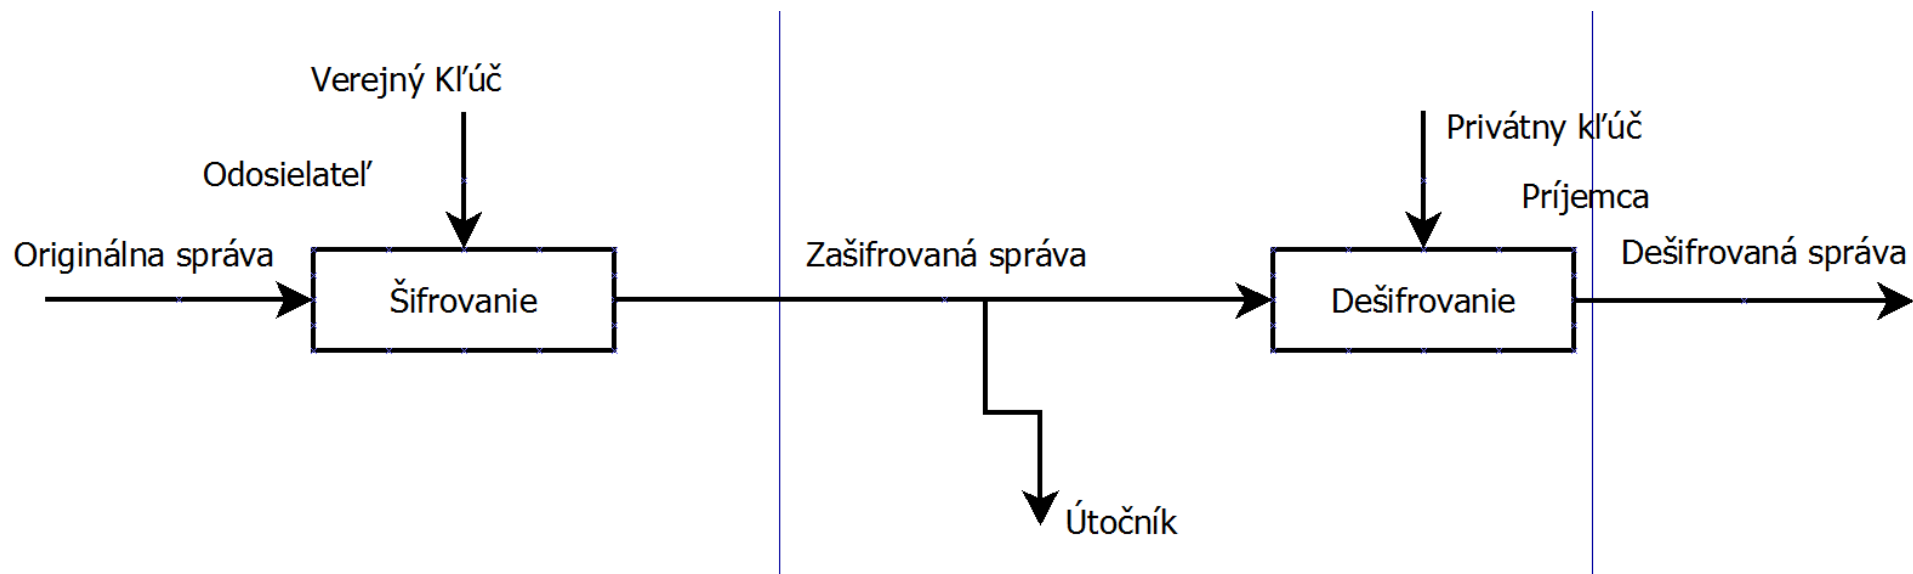 Verejný Kľúč
Privátny kľúč
Odosielateľ
Príjemca
Originálna správa
Zašifrovaná správa
Dešifrovaná správa
Šifrovanie
Dešifrovanie
Útočník